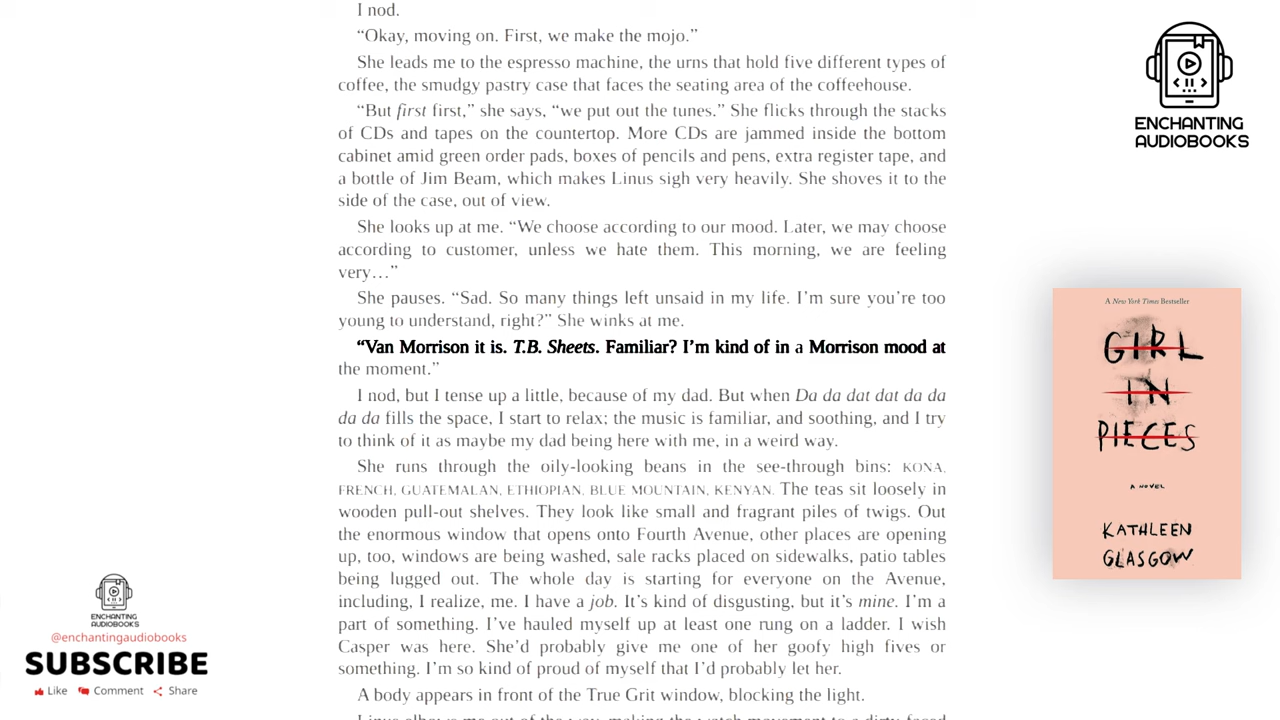 I nod.
“Okay, moving on. First, we make the mojo.”
She leads me to the espresso machine, the urns that hold five different types of
coffee, the smudgy pastry case that faces the seating area of the coffeehouse.
“But first first,” she says, “we put out the tunes.” She flicks through the stacks
of CDs and tapes on the countertop. More CDs are jammed inside the bottom
cabinet amid green order pads, boxes of pencils and pens, extra register tape, and
a bottle of Jim Beam, which makes Linus sigh very heavily. She shoves it to the
side of the case, out of view.
She looks up at me. “We choose according to our mood. Later, we may choose
according to customer, unless we hate them. This morning, we are feeling
very…”
She pauses. “Sad. So many things left unsaid in my life. I’m sure you’re too
young to understand, right?” She winks at me.
“Van Morrison it is. T.B. Sheets. Familiar? I’m kind of in a Morrison mood at
the moment.”
I nod, but I tense up a little, because of my dad. But when Da da dat dat da da
da da fills the space, I start to relax; the music is familiar, and soothing, and I try
to think of it as maybe my dad being here with me, in a weird way.
She runs through the oily-looking beans in the see-through bins: KONA,
FRENCH, GUATEMALAN, ETHIOPIAN, BLUE MOUNTAIN, KENYAN. The teas sit loosely in
wooden pull-out shelves. They look like small and fragrant piles of twigs. Out
the enormous window that opens onto Fourth Avenue, other places are opening
up, too, windows are being washed, sale racks placed on sidewalks, patio tables
being lugged out. The whole day is starting for everyone on the Avenue,
including, I realize, me. I have a job. It’s kind of disgusting, but it’s mine. I’m a
part of something. I’ve hauled myself up at least one rung on a ladder. I wish
Casper was here. She’d probably give me one of her goofy high fives or
something. I’m so kind of proud of myself that I’d probably let her.
A body appears in front of the True Grit window, blocking the light.
ENCHANTING
AUDIOBOOKS
A New York Times Bestseller
GIRL
IN
PIECES
A NOVEL
KATHLEEN
GLASGOW
ENCHANTING
AUDIOBOOKS
@enchantingaudiobooks
SUBSCRIBE
Like Comment Share